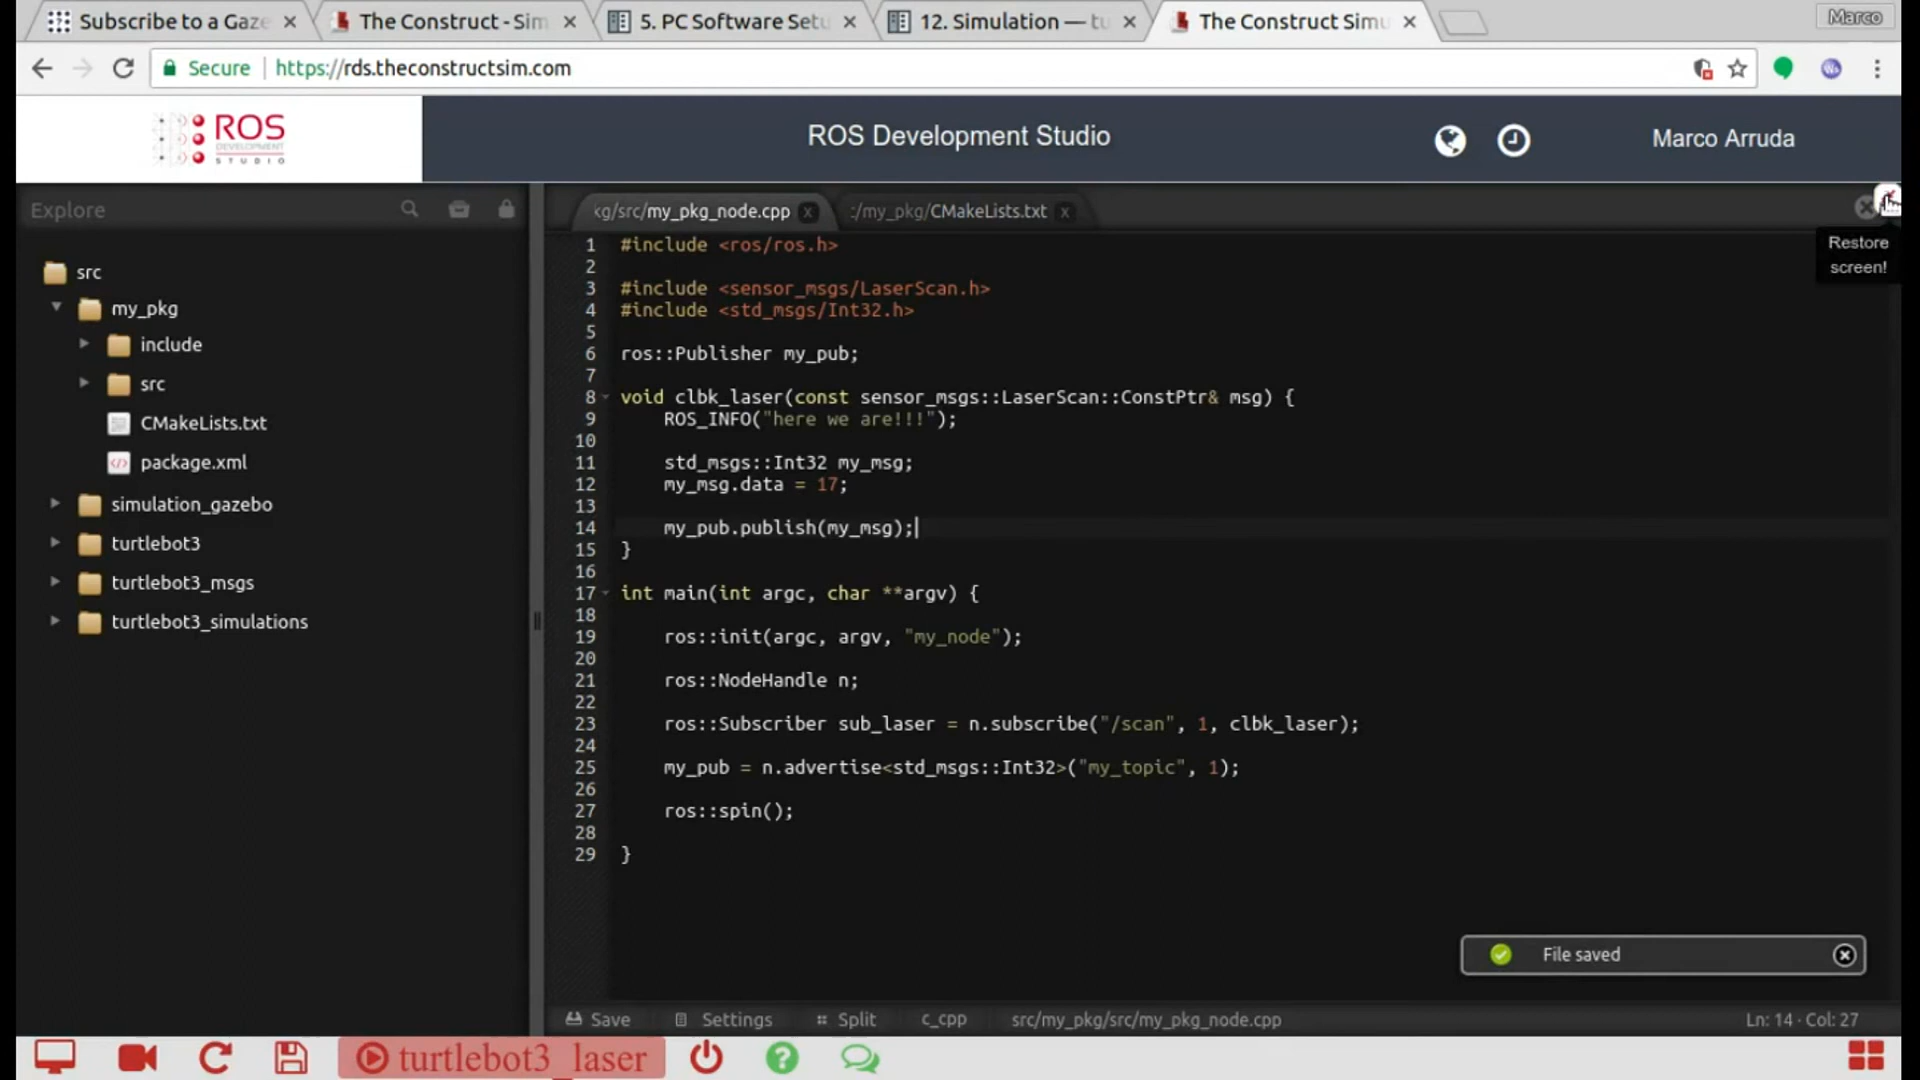 Subscribe to a Gaze
The Construct - Sim
5. PC Software Setu
12. Simulation — tu
The Construct Simu
Marco
Secure
https://rds.theconstructsim.com
ROS
DEVELOPMENT
STUDIO
ROS Development Studio
Marco Arruda
Explore
kg/src/my_pkg_node.cpp
:/my_pkg/CMakeLists.txt
Restore
screen!
src
my_pkg
include
src
CMakeLists.txt
package.xml
simulation_gazebo
turtlebot3
turtlebot3_msgs
turtlebot3_simulations
1 #include <ros/ros.h>
2
3 #include <sensor_msgs/LaserScan.h>
4 #include <std_msgs/Int32.h>
5
6 ros::Publisher my_pub;
7
8 void clbk_laser(const sensor_msgs::LaserScan::ConstPtr& msg) {
9 ROS_INFO("here we are!!!");
10
11 std_msgs::Int32 my_msg;
12 my_msg.data = 17;
13
14 my_pub.publish(my_msg);
15 }
16
17 int main(int argc, char **argv) {
18
19 ros::init(argc, argv, "my_node");
20
21 ros::NodeHandle n;
22
23 ros::Subscriber sub_laser = n.subscribe("/scan", 1, clbk_laser);
24
25 my_pub = n.advertise<std_msgs::Int32>("my_topic", 1);
26
27 ros::spin();
28
29 }
File saved
Save
Settings
Split
c_cpp
src/my_pkg/src/my_pkg_node.cpp
Ln: 14 · Col: 27
turtlebot3_laser